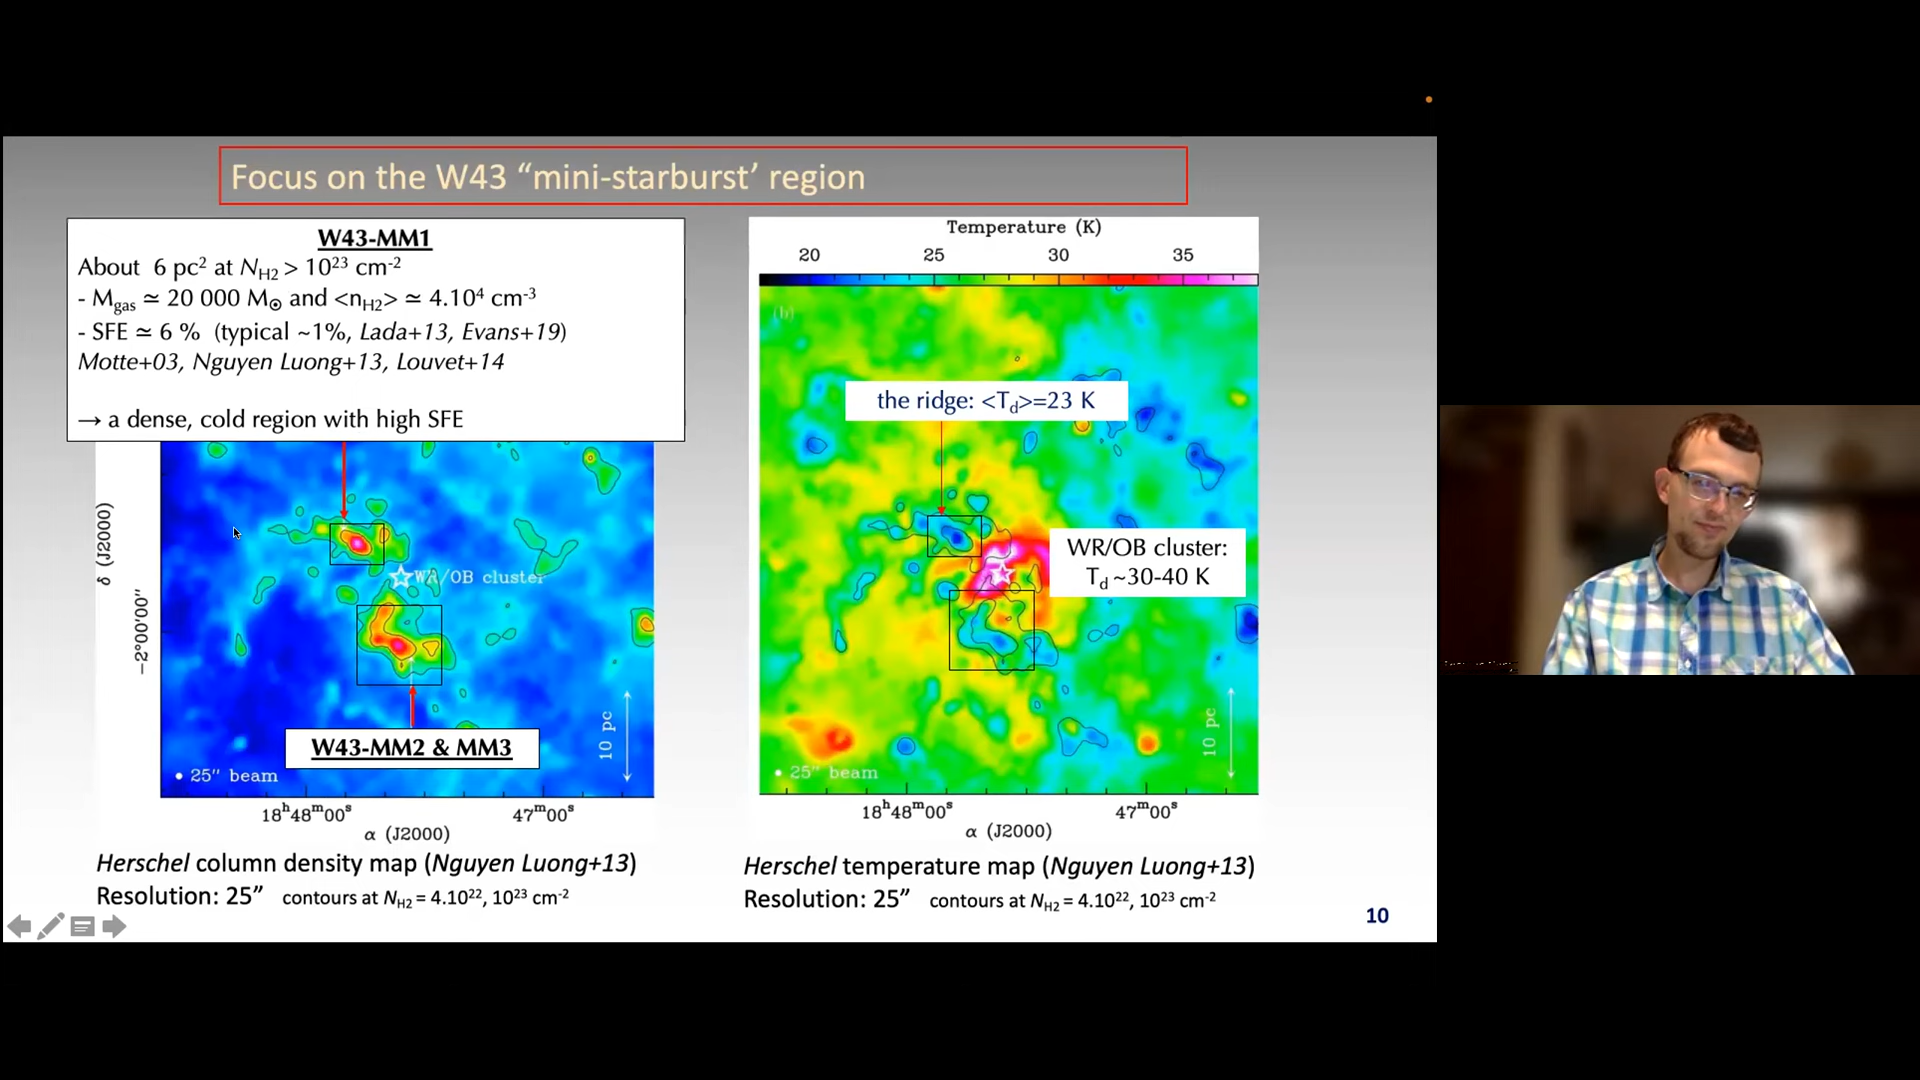 Focus on the W43 “mini-starburst’ region
W43-MM1
About 6 pc² at N_H2 > 10²³ cm⁻²
- M_gas ≃ 20 000 M☉ and <n_H2> ≃ 4.10⁴ cm⁻³
- SFE ≃ 6 % (typical ~1%, Lada+13, Evans+19)
Motte+03, Nguyen Luong+13, Louvet+14
→ a dense, cold region with high SFE
δ (J2000)
−2°00′00″
WR/OB cluster
W43-MM2 & MM3
10 pc
25″ beam
18ʰ48ᵐ00ˢ
47ᵐ00ˢ
α (J2000)
Herschel column density map (Nguyen Luong+13)
Resolution: 25” contours at N_H2 = 4.10²², 10²³ cm⁻²
Temperature (K)
20 25 30 35
(b)
the ridge: <T_d>=23 K
WR/OB cluster:
T_d ~30-40 K
10 pc
25″ beam
18ʰ48ᵐ00ˢ
47ᵐ00ˢ
α (J2000)
Herschel temperature map (Nguyen Luong+13)
Resolution: 25” contours at N_H2 = 4.10²², 10²³ cm⁻²
10